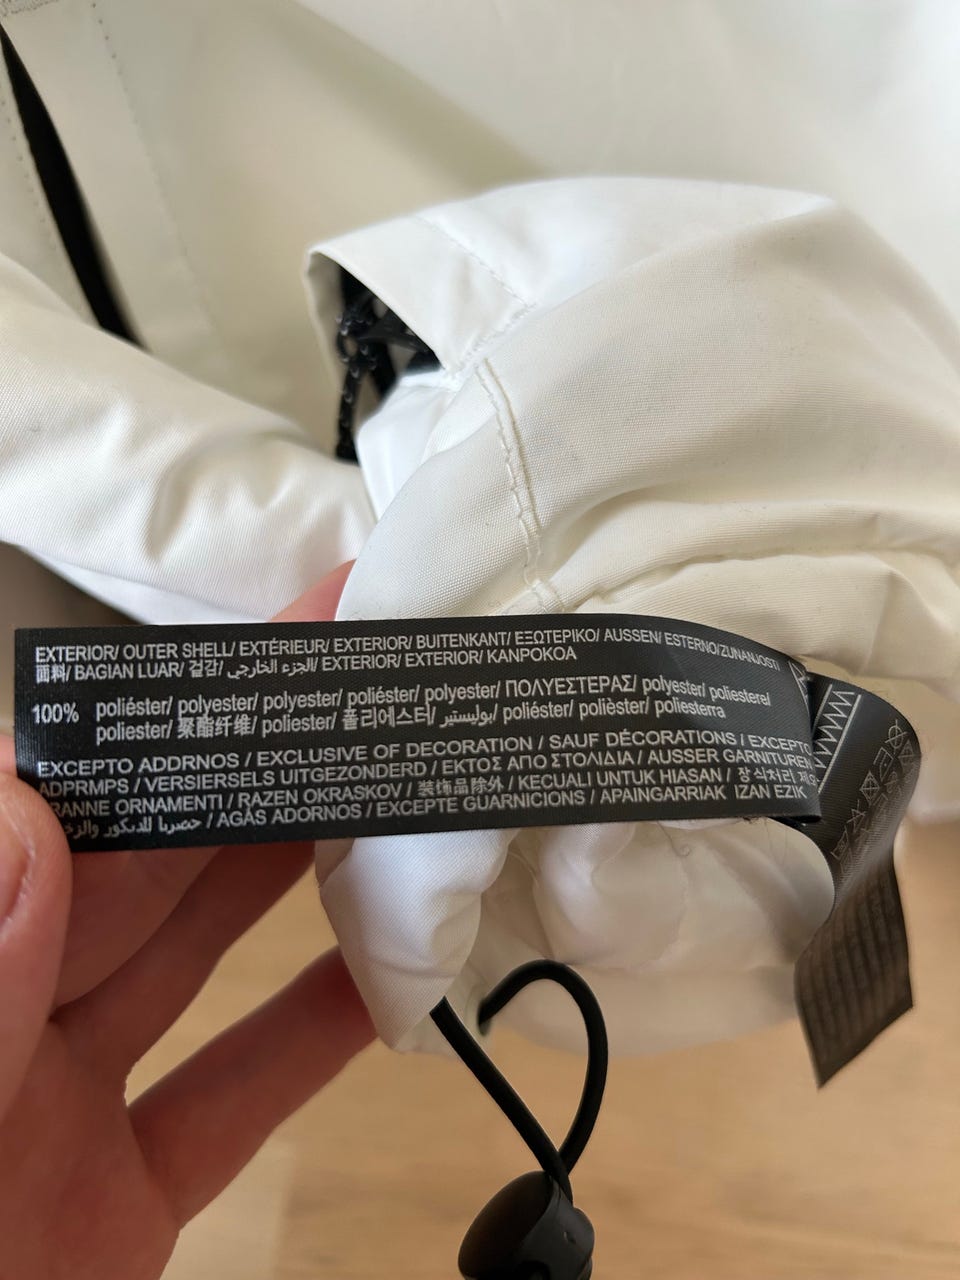 EXTERIOR/ OUTER SHELL/ EXTÉRIEUR/ EXTERIOR/ BUITENKANT/ ΕΞΩΤΕΡΙΚΟ/ AUSSEN/ ESTERNO/ZUNANJOST/
面料/ BAGIAN LUAR/ 겉감/ الجزء الخارجي/ EXTERIOR/ EXTERIOR/ KANPOKOA
100% poliéster/ polyester/ polyester/ poliéster/ polyester/ ΠΟΛΥΕΣΤΕΡΑΣ/ polyester/ poliestere/
poliester/ 聚酯纤维/ poliester/ 폴리에스터/ بوليستير/ poliéster/ polièster/ poliesterra
EXCEPTO ADDRNOS / EXCLUSIVE OF DECORATION / SAUF DÉCORATIONS / EXCEPTO
ADPRMPS / VERSIERSELS UITGEZONDERD / ΕΚΤΟΣ ΑΠΟ ΣΤΟΛΙΔΙΑ / AUSSER GARNITUREN
RANNE ORNAMENTI / RAZEN OKRASKOV / 装饰品除外 / KECUALI UNTUK HIASAN / 장식처리 제외
حصريا للديكور / AGÁS ADORNOS / EXCEPTE GUARNICIONS / APAINGARRIAK IZAN EZIK